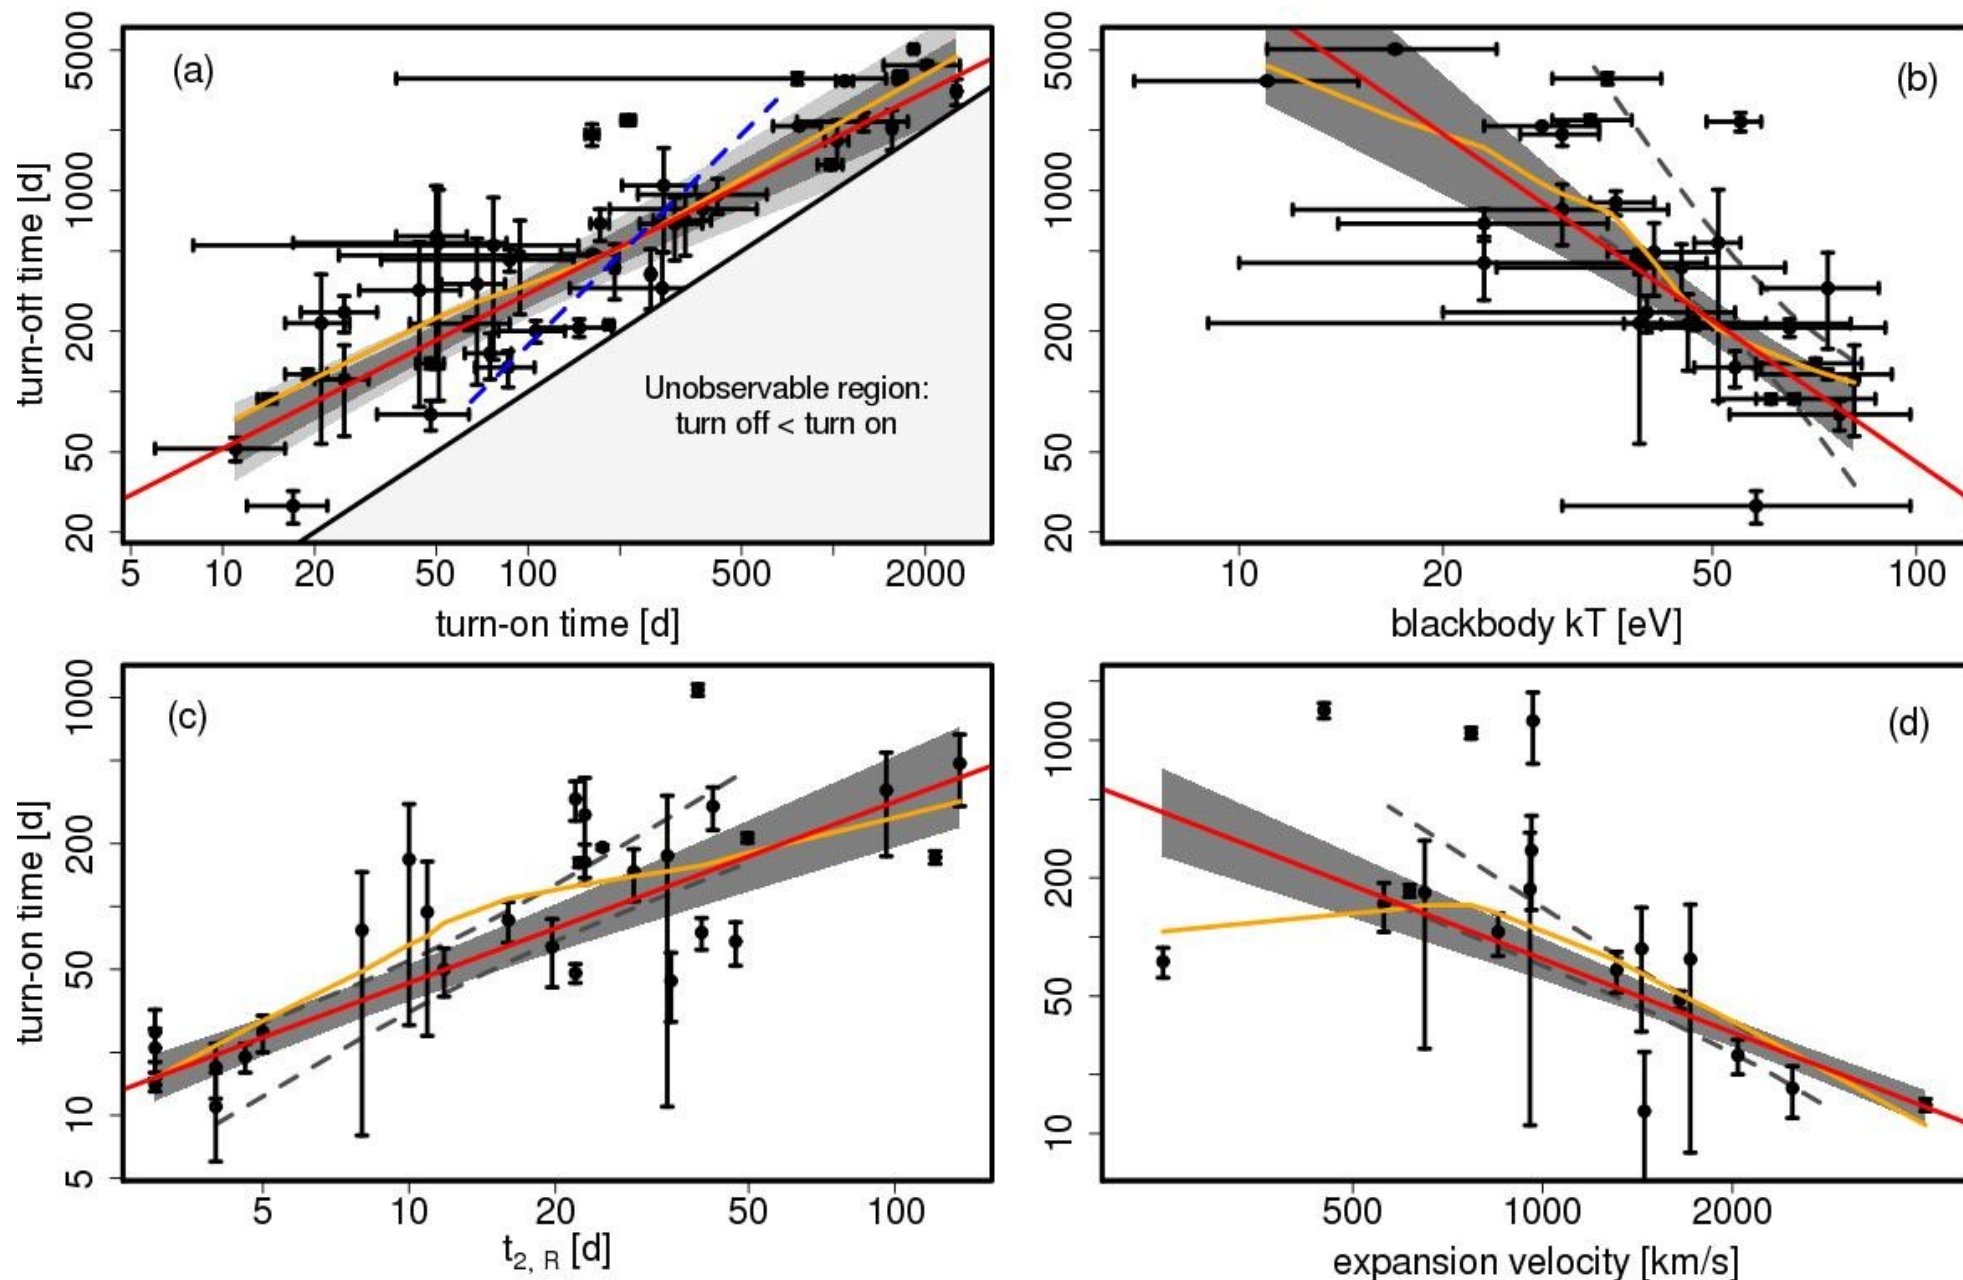 (a)
turn-off time [d]
5000
1000
200
50
20
Unobservable region:
turn off < turn on
5 10 20 50 100 500 2000
turn-on time [d]
(b)
5000
1000
200
50
20
10 20 50 100
blackbody kT [eV]
(c)
turn-on time [d]
1000
200
50
10
5
5 10 20 50 100
t2, R [d]
(d)
1000
200
50
10
500 1000 2000
expansion velocity [km/s]